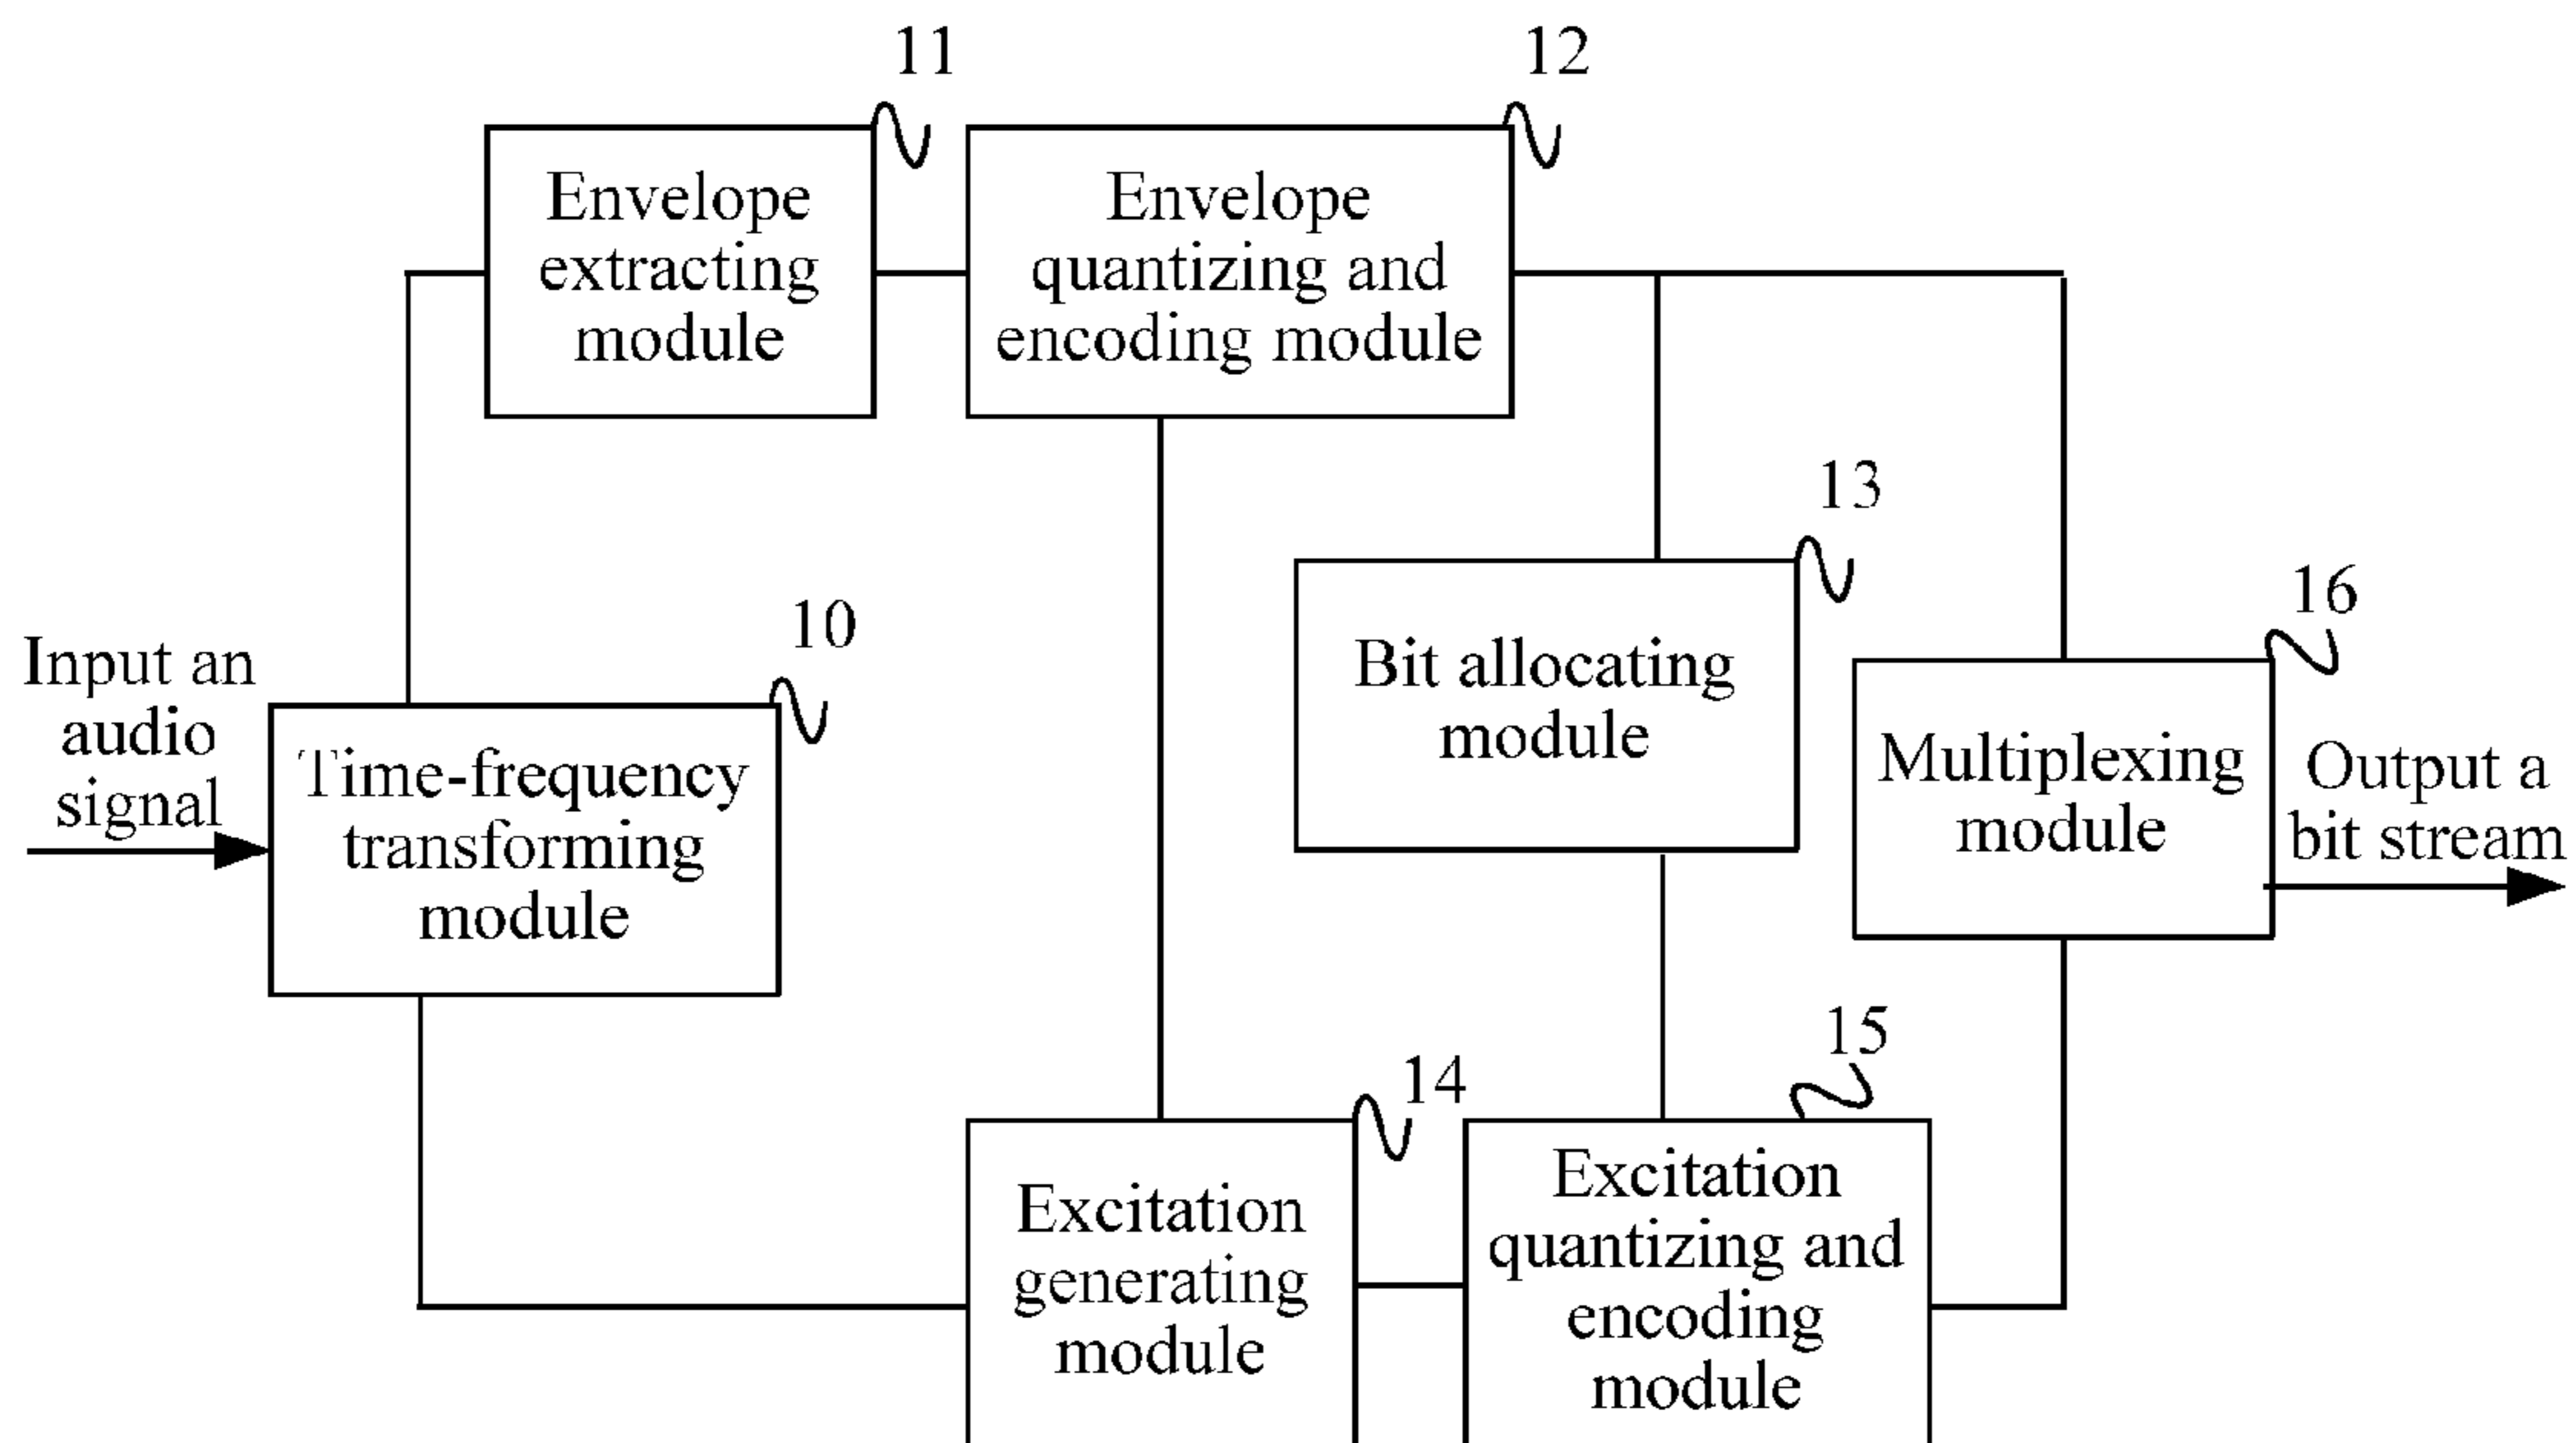 11
12
Envelope
extracting
module
Envelope
quantizing and
encoding module
13
16
10
Input an
audio
signal
Time-frequency
transforming
module
Bit allocating
module
Multiplexing
module
Output a
bit stream
15
14
Excitation
generating
module
Excitation
quantizing and
encoding
module